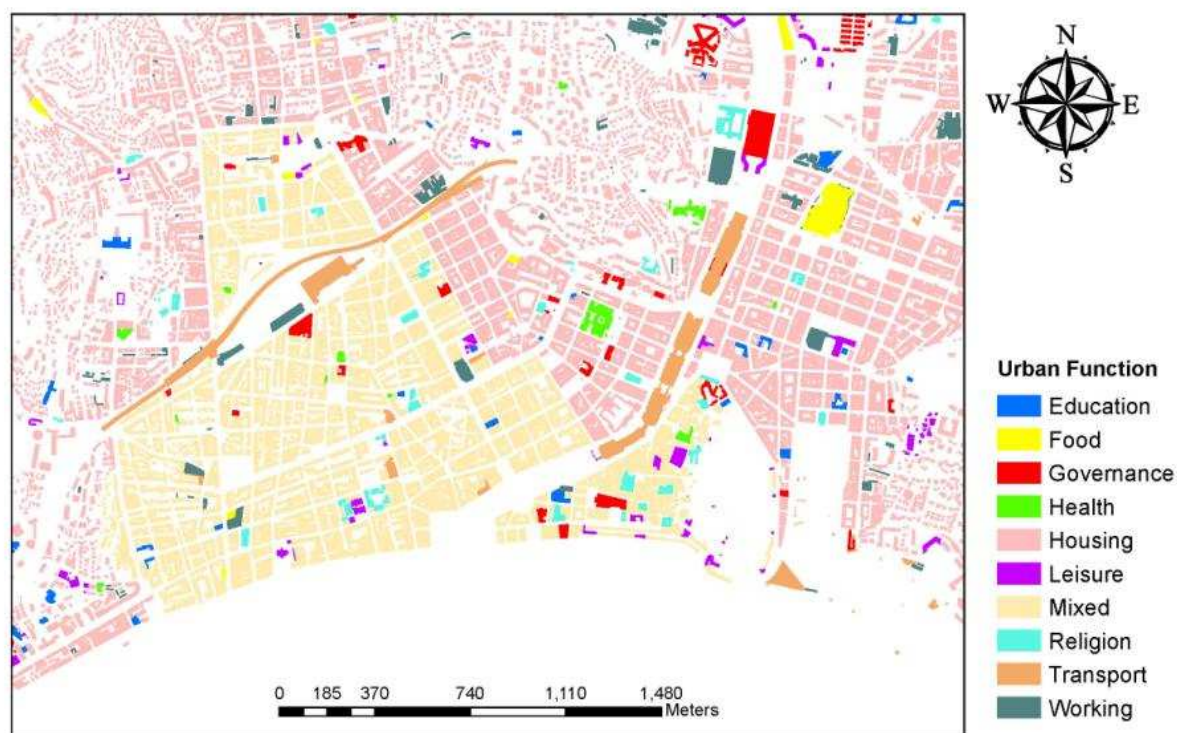 N
W E
S
Urban Function
Education
Food
Governance
Health
Housing
Leisure
Mixed
Religion
Transport
Working
0 185 370 740 1,110 1,480
Meters